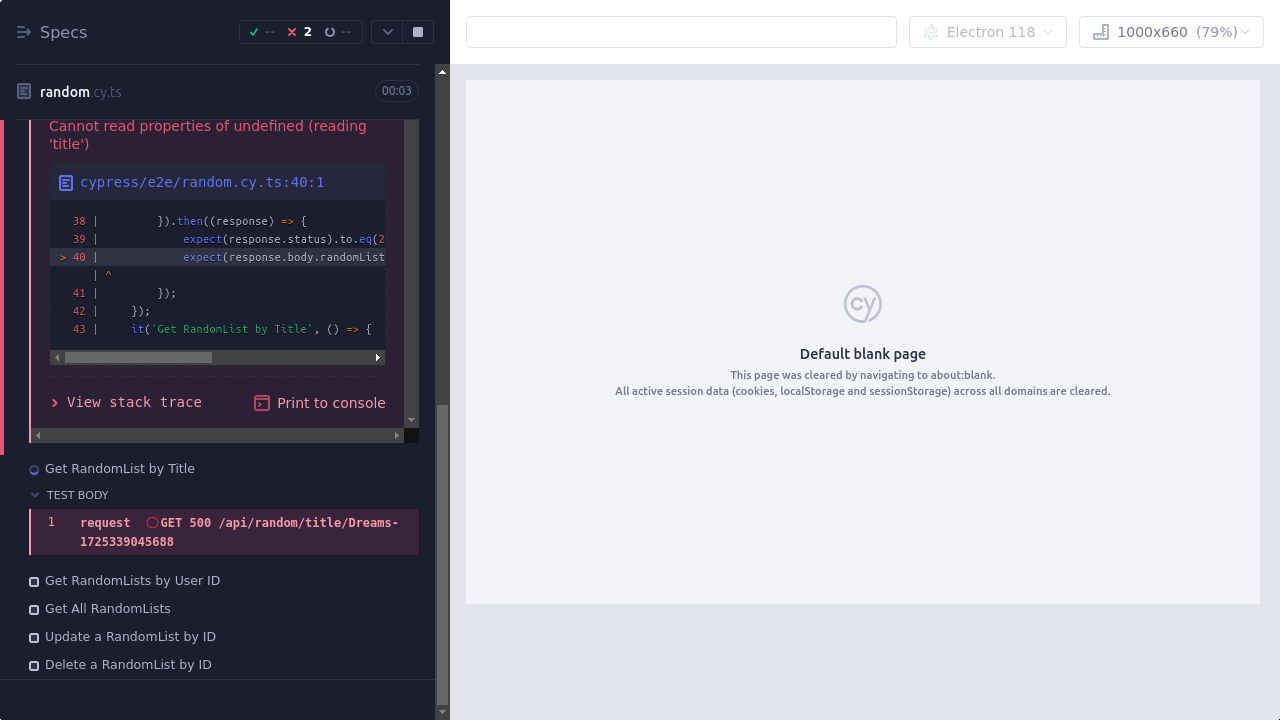 Specs
-- 2 --
random.cy.ts
00:03
Cannot read properties of undefined (reading
'title')
cypress/e2e/random.cy.ts:40:1
38 | }).then((response) => {
39 | expect(response.status).to.eq(2
> 40 | expect(response.body.randomList
| ^
41 | });
42 | });
43 | it('Get RandomList by Title', () => {
View stack trace
Print to console
Get RandomList by Title
TEST BODY
1 request GET 500 /api/random/title/Dreams-
1725339045688
Get RandomLists by User ID
Get All RandomLists
Update a RandomList by ID
Delete a RandomList by ID
Electron 118
1000x660 (79%)
cy
Default blank page
This page was cleared by navigating to about:blank.
All active session data (cookies, localStorage and sessionStorage) across all domains are cleared.